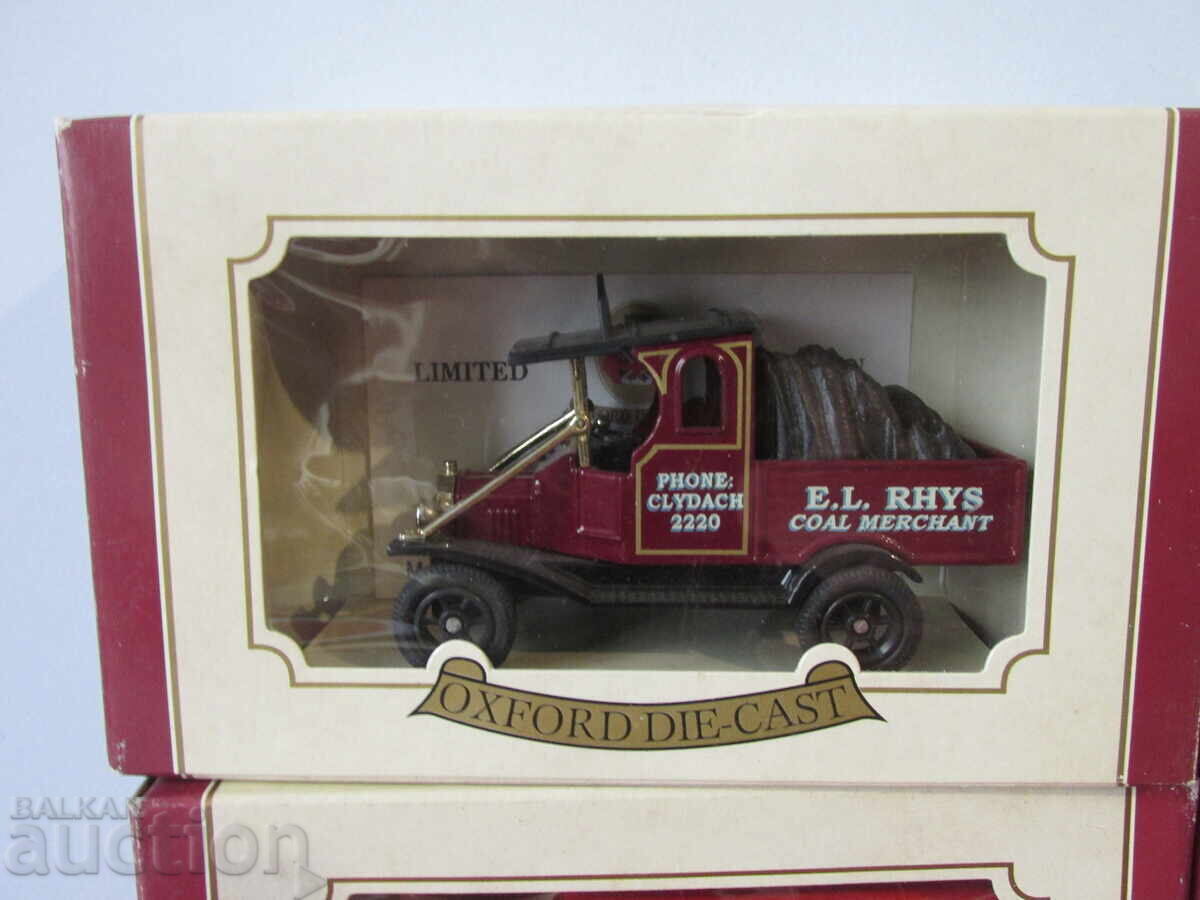 LIMITED
PHONE:
CLYDACH
2220
E.L. RHYS
COAL MERCHANT
OXFORD DIE-CAST
BALKAN
auction